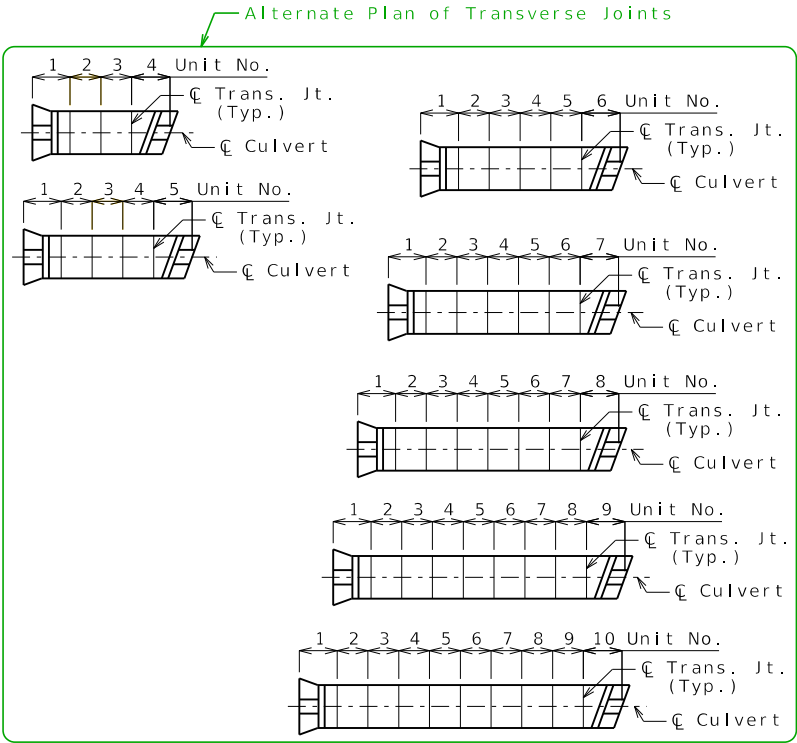 Alternate Plan of Transverse Joints
1 2 3 4 Unit No.
℄ Trans. Jt.
(Typ.)
℄ Culvert
1 2 3 4 5 Unit No.
℄ Trans. Jt.
(Typ.)
℄ Culvert
1 2 3 4 5 6 Unit No.
℄ Trans. Jt.
(Typ.)
℄ Culvert
1 2 3 4 5 6 7 Unit No.
℄ Trans. Jt.
(Typ.)
℄ Culvert
1 2 3 4 5 6 7 8 Unit No.
℄ Trans. Jt.
(Typ.)
℄ Culvert
1 2 3 4 5 6 7 8 9 Unit No.
℄ Trans. Jt.
(Typ.)
℄ Culvert
1 2 3 4 5 6 7 8 9 10 Unit No.
℄ Trans. Jt.
(Typ.)
℄ Culvert